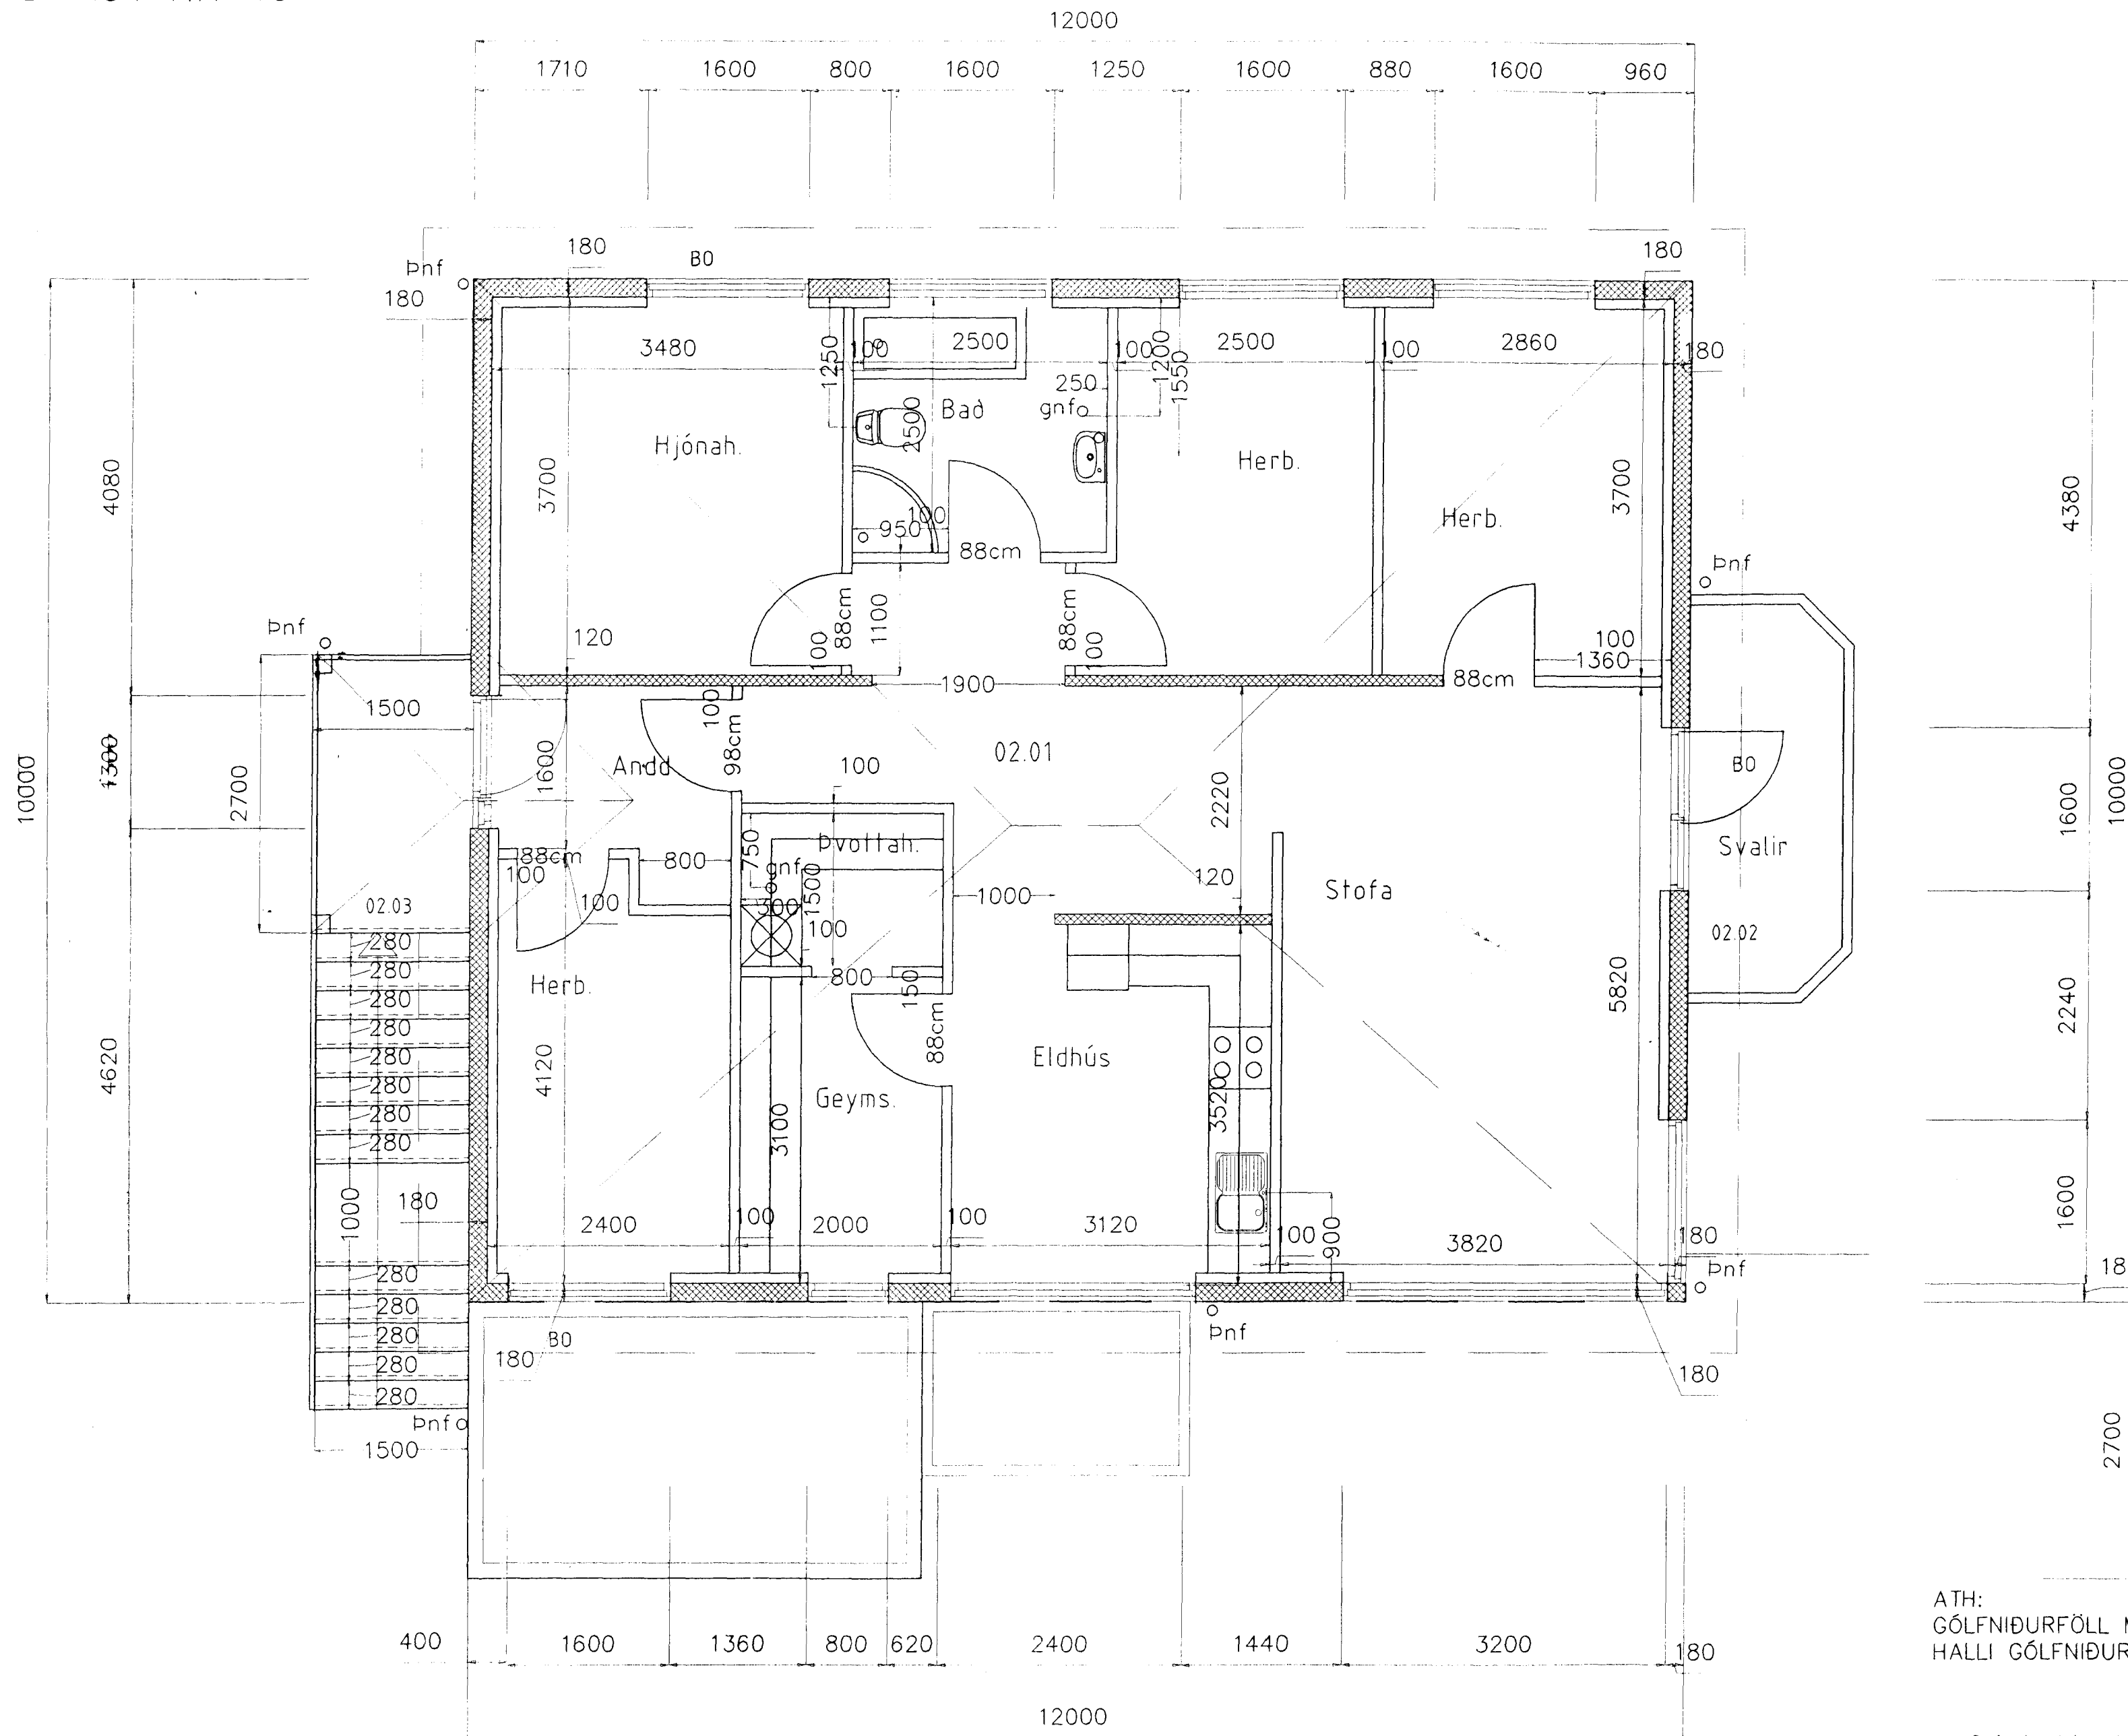 12000
1710 1600 800 1600 1250 1600 880 1600 960
180 BO 180
Þnf
180
3480 1250 100 2500 100 1200 1550 2500 100 2860 180
250
Bað gnf
2500
Hjónah.
Herb.
4080 3700 3700 4380
Herb.
950 100
88cm
Þnf
88cm 1100 88cm
Þnf
120 100 100 100
1360
1900 88cm
1500 100
10000 1300 2700 1600 Andd 98cm 02.01 2220 BO 1600 10000
100
Þvottah. Svalir
88cm 800 750 gnf 1500
100 1000 120 Stofa
02.03 100 300 100 02.02
280
280
280 Herb. 800 150 5820 2240
280
280 88cm Eldhús
4620 280 4120
280 Geyms. 3520
280 3100
1000 180 1600
2400 100 2000 100 3120 100 900 3820 180
280 Þnf 18
280
280 BO Þnf
280 180 180
280
Þnf
1500 2700
ATH:
400 1600 1360 800 620 2400 1440 3200 180
12000